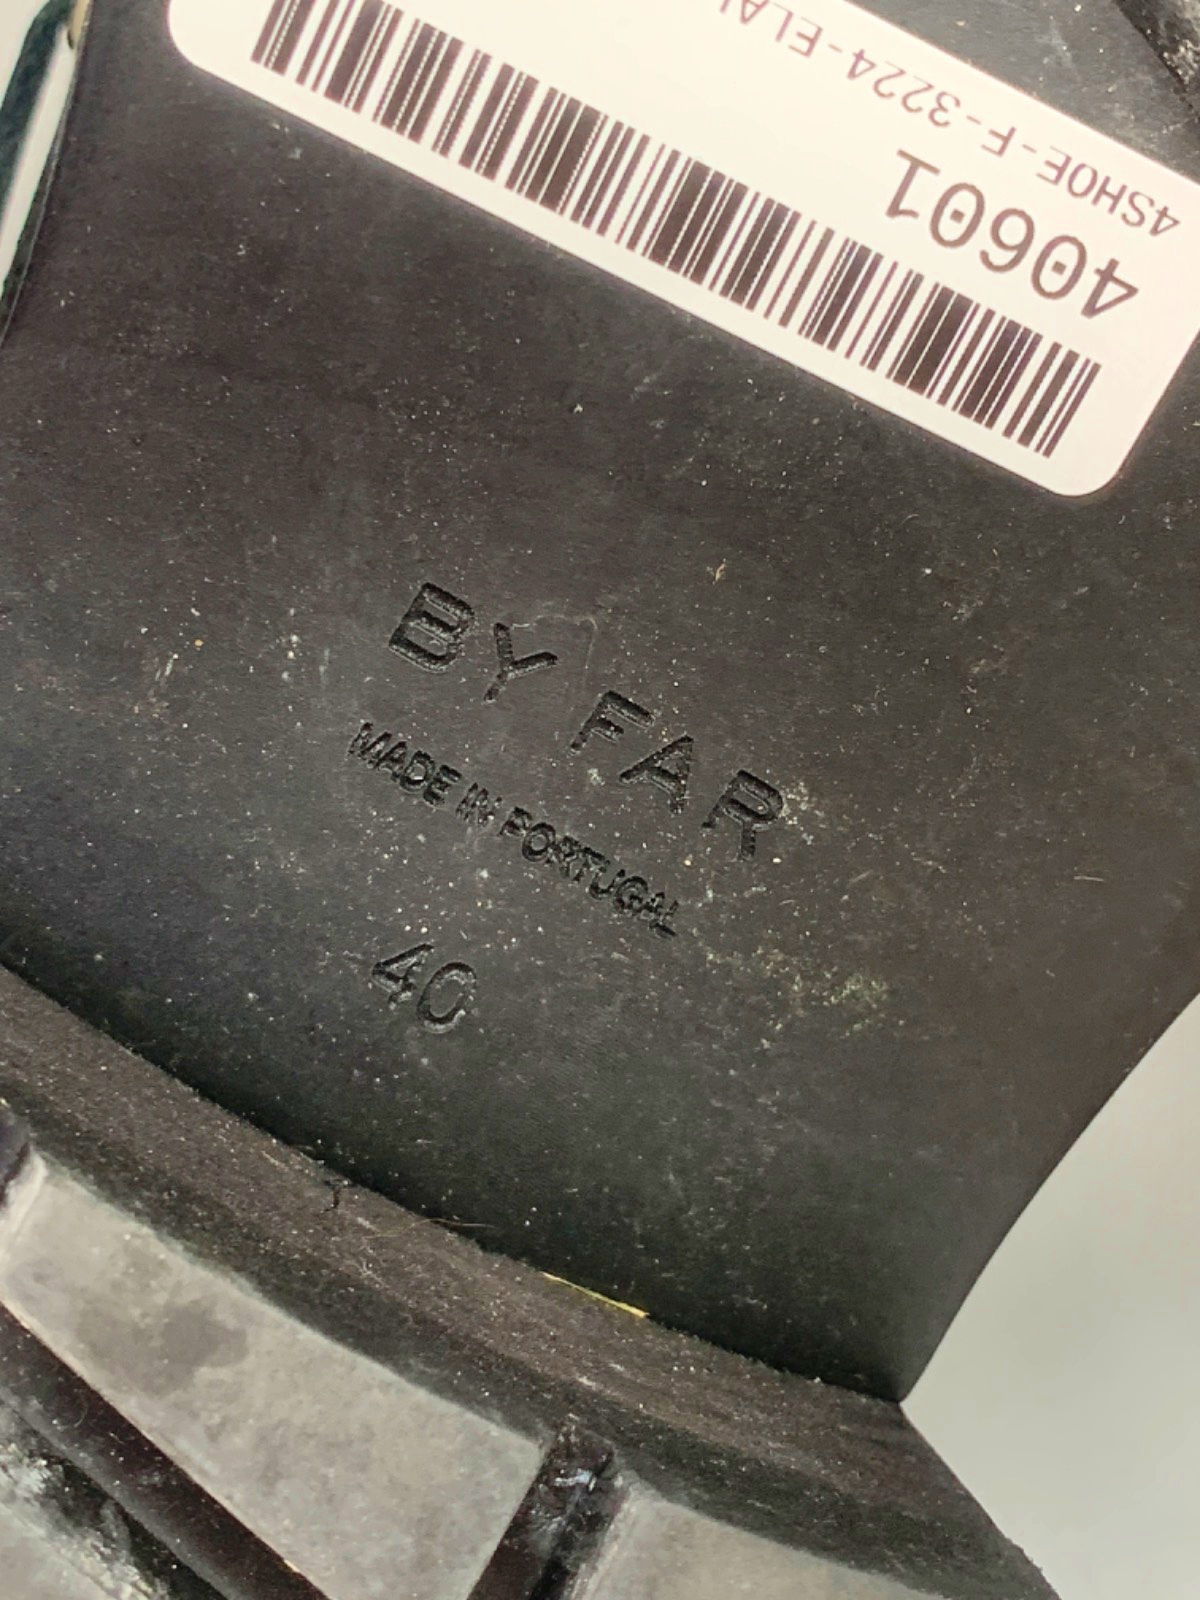 4SHOE-F-3224-ELA
40601
BY FAR
MADE IN PORTUGAL
40